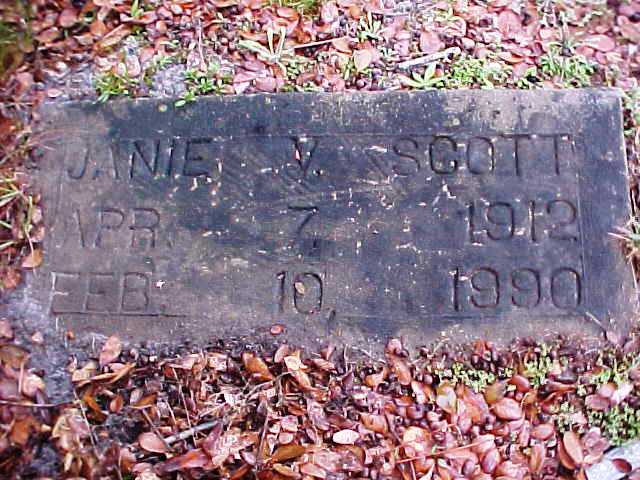 JANIE V. SCOTT
APR. 7, 1912
FEB. 10, 1990